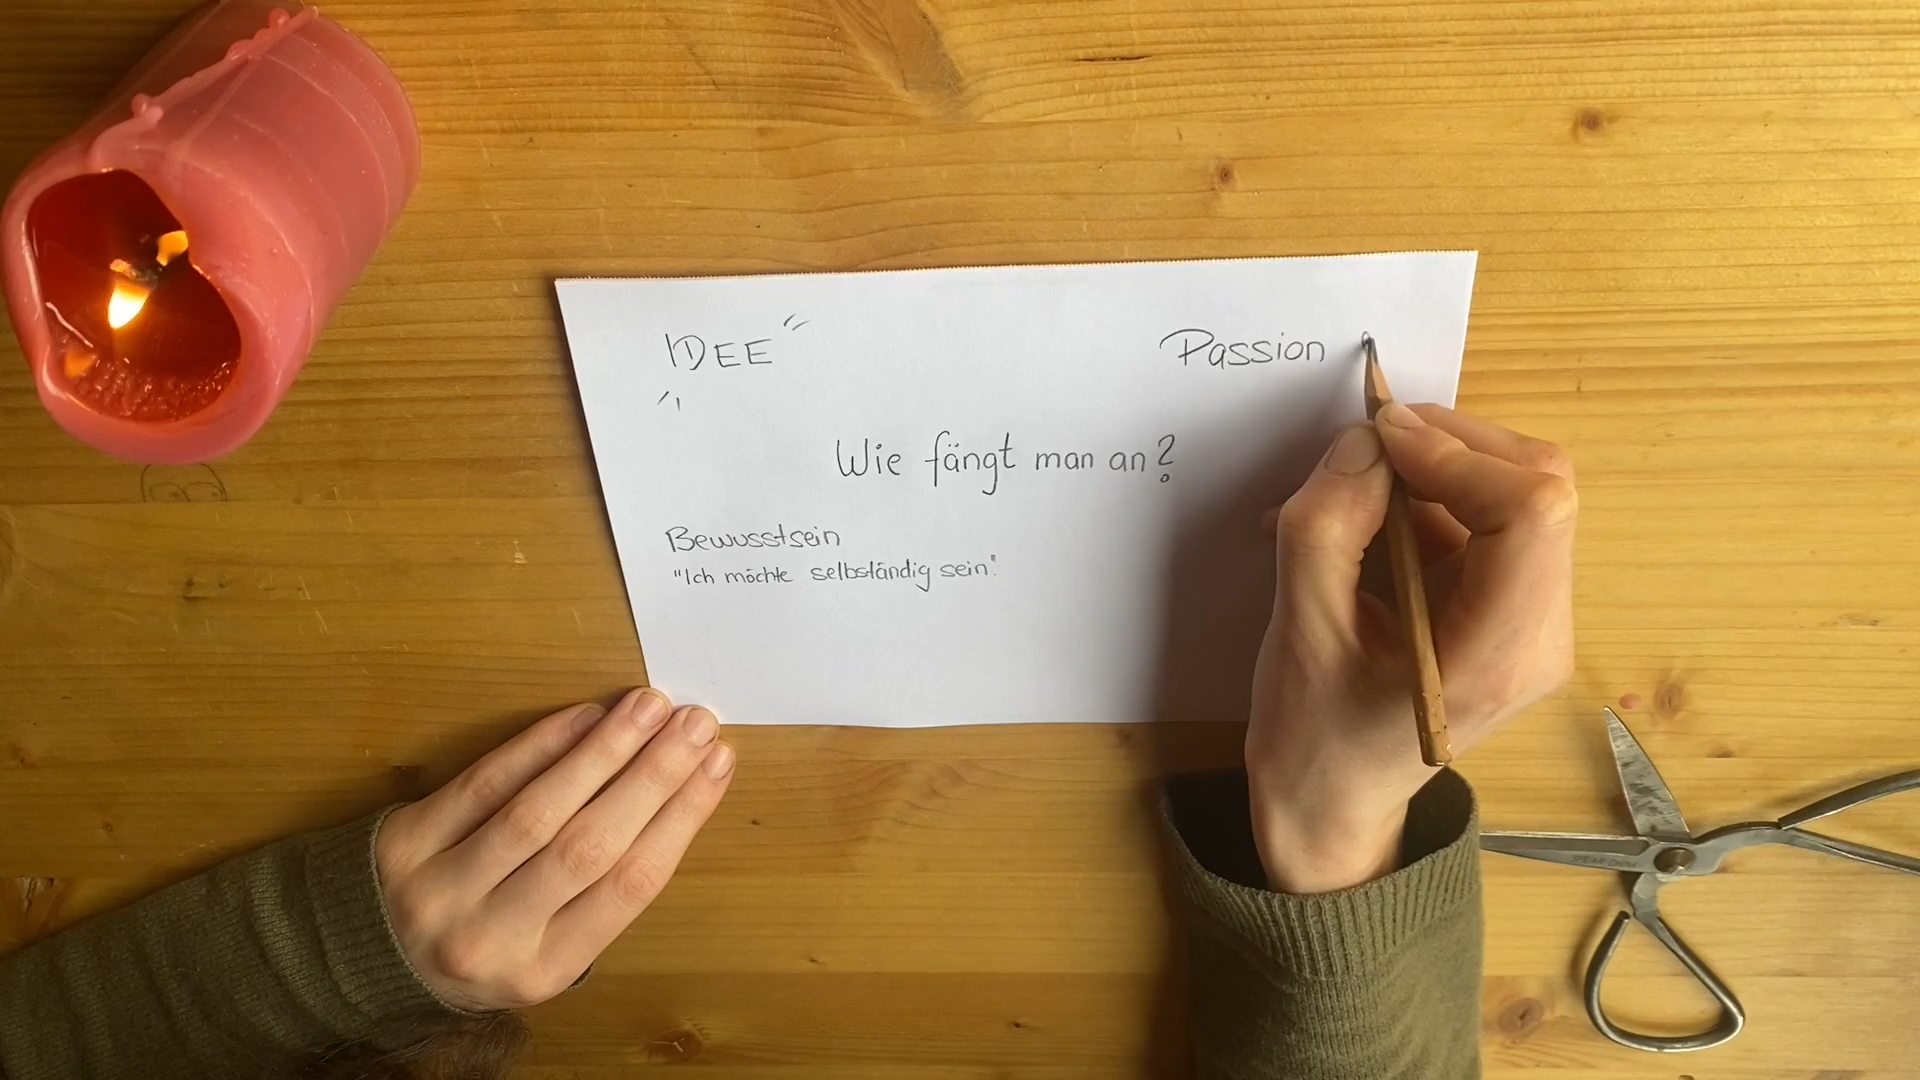 IDEE
Passion
Wie fängt man an?
Bewusstsein
"Ich möchte selbständig sein".